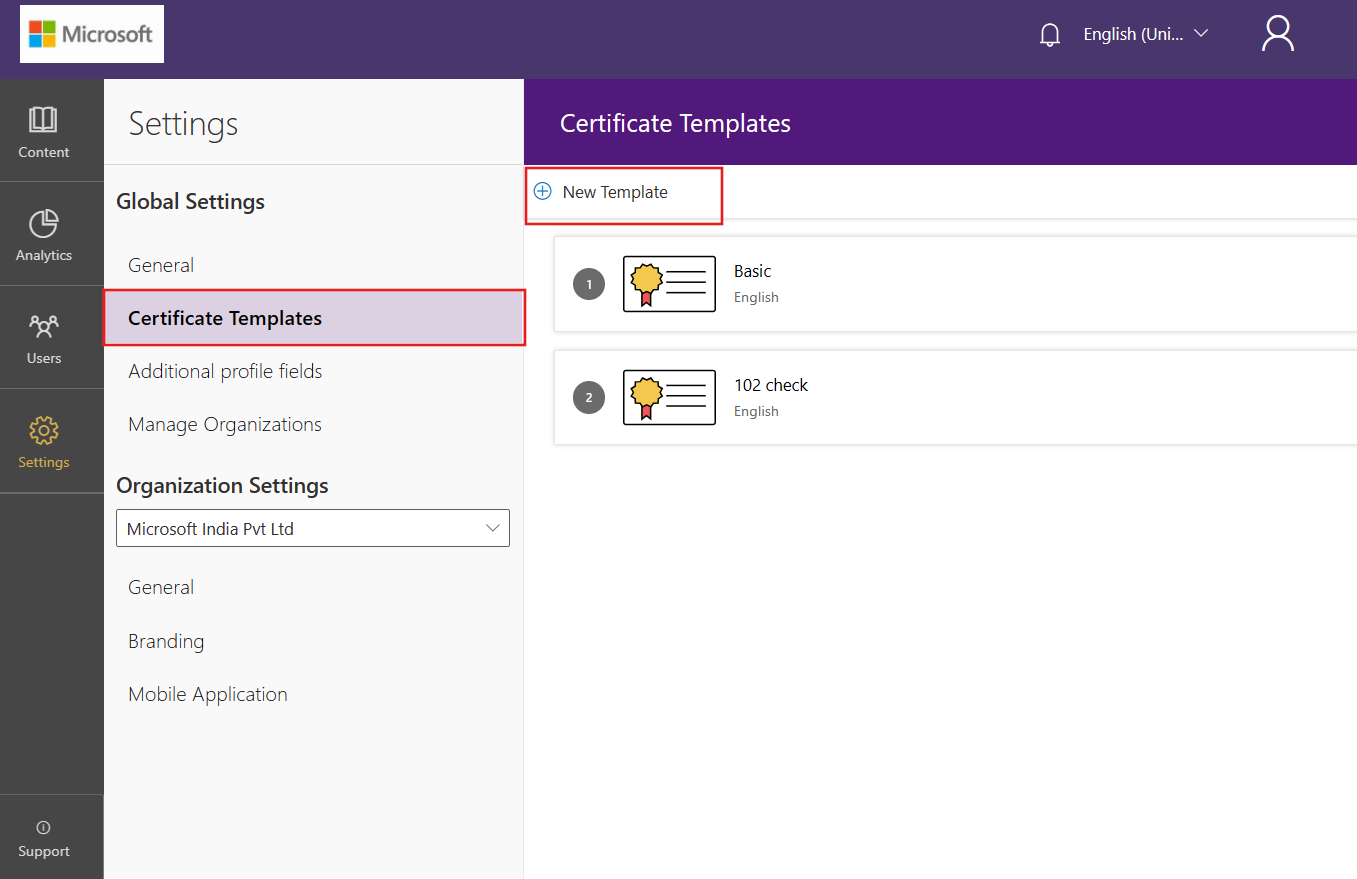 Microsoft
English (Uni...
Content
Analytics
Users
Settings
Support
Settings
Global Settings
General
Certificate Templates
Additional profile fields
Manage Organizations
Organization Settings
Microsoft India Pvt Ltd
General
Branding
Mobile Application
Certificate Templates
New Template
1
Basic
English
2
102 check
English